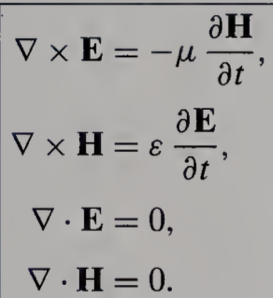 ∇ × E = −μ ∂H/∂t,
∇ × H = ε ∂E/∂t,
∇ · E = 0,
∇ · H = 0.